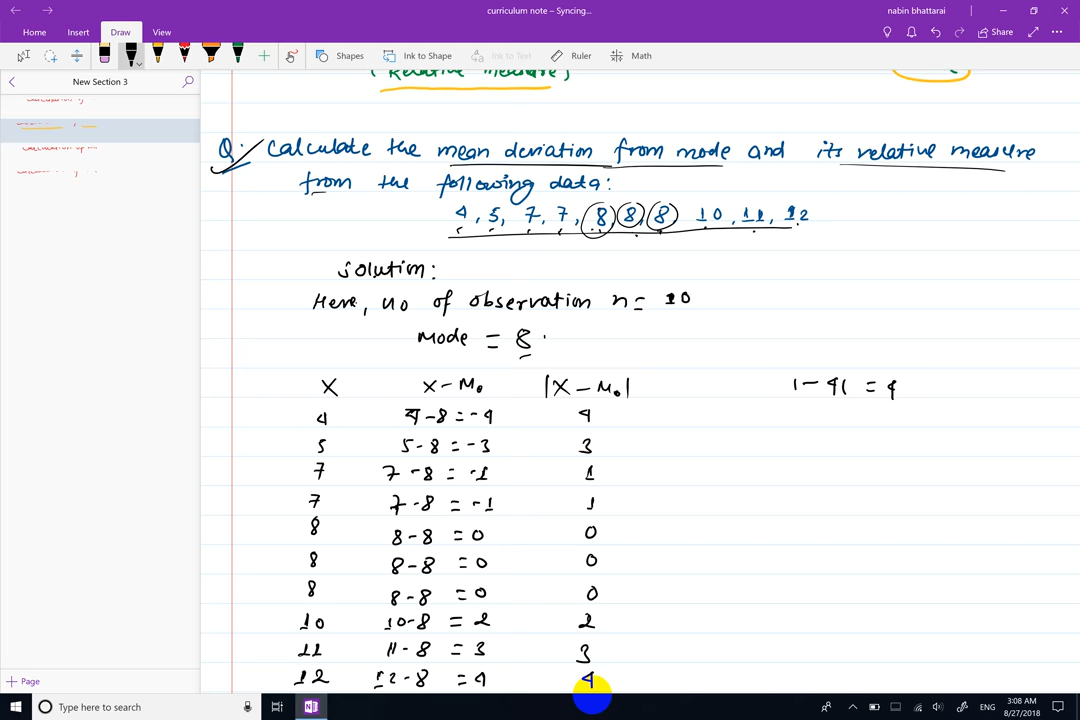 curriculum note – Syncing...
nabin bhattarai
Home Insert Draw View
Share
Shapes Ink to Shape Ink to Text Ruler Math
New Section 3
(Relative measure)
Q. Calculate the mean deviation from mode and its relative measure
from the following data:
4, 5, 7, 7, 8, 8, 8 10, 11, 12
Solution:
Here, no of observation n = 10
Mode = 8
X X - M₀ |X - M₀| |-4| = 4
4 4-8 = -4 4
5 5-8 = -3 3
7 7-8 = -1 1
7 7-8 = -1 1
8 8-8 = 0 0
8 8-8 = 0 0
8 8-8 = 0 0
10 10-8 = 2 2
11 11-8 = 3 3
12 12-8 = 4 4
Page
Type here to search
ENG
3:08 AM
8/27/2018